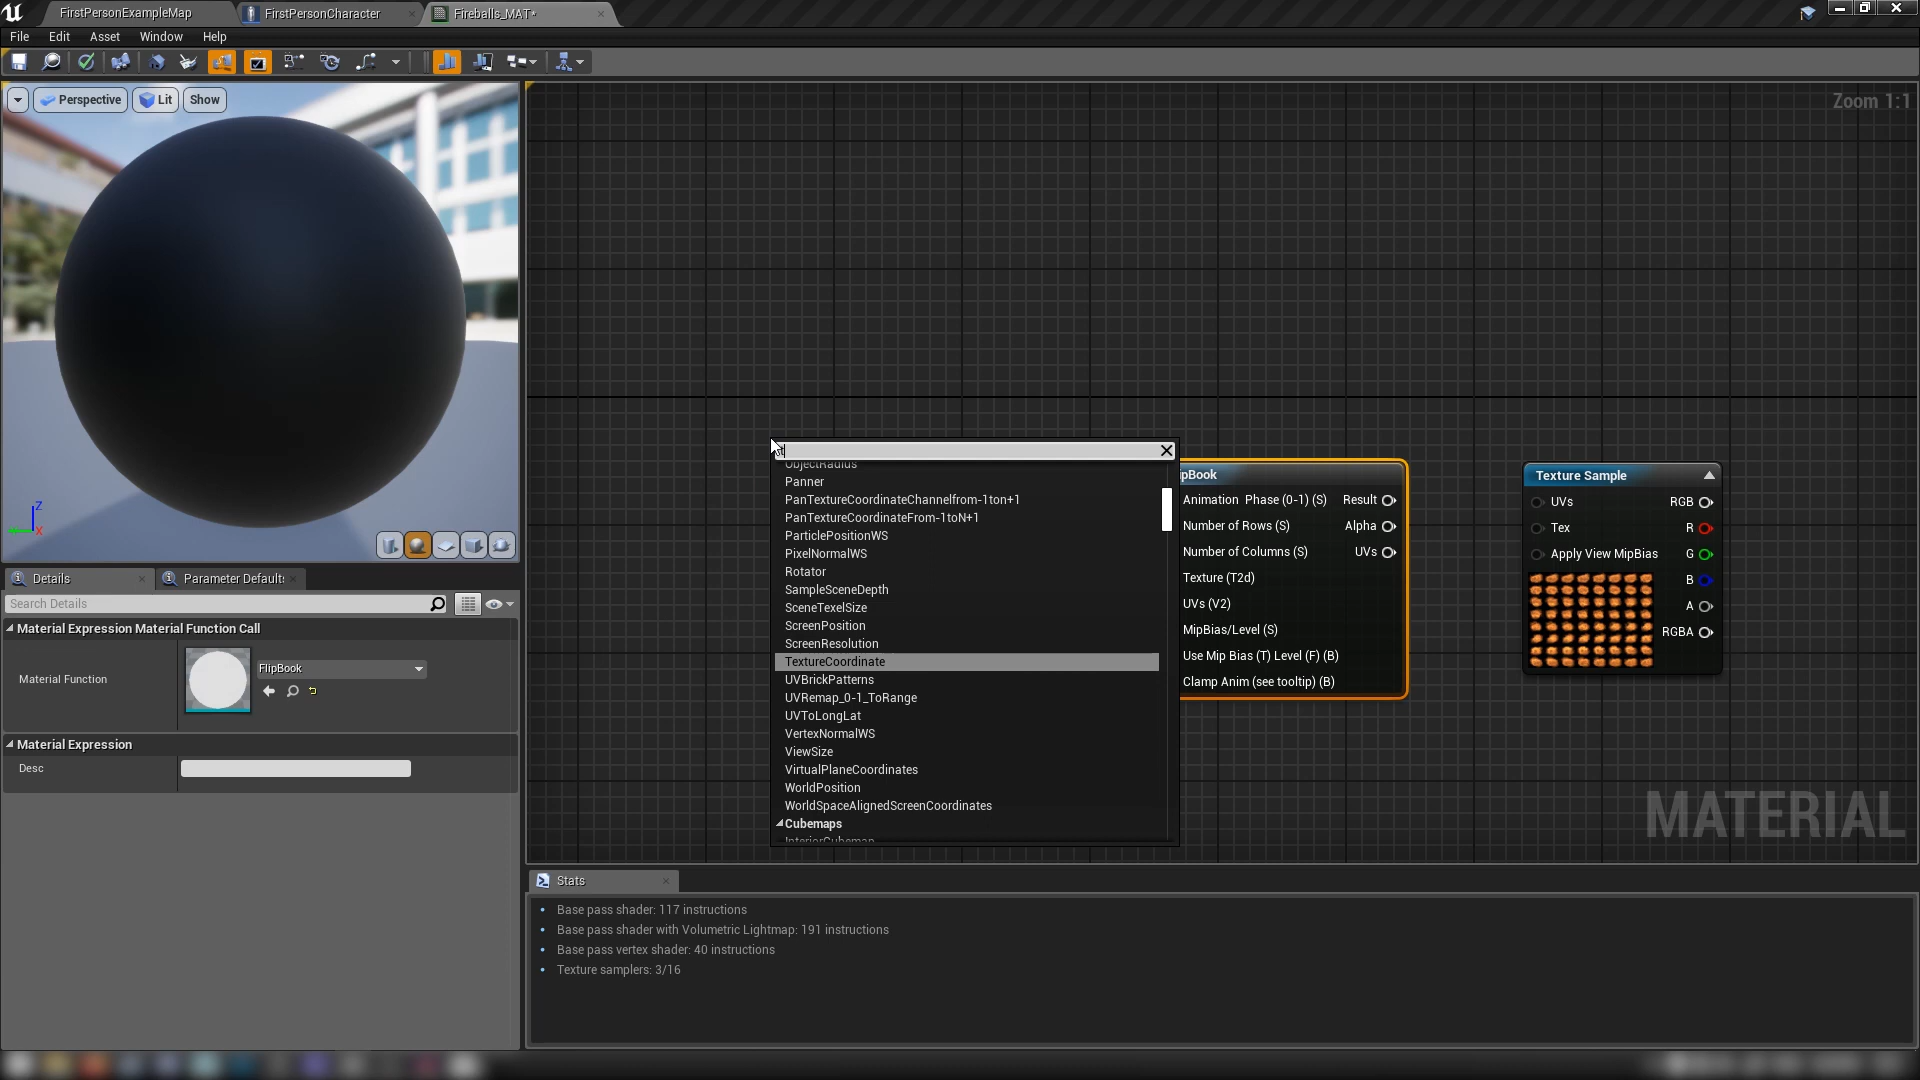 FirstPersonExampleMap
FirstPersonCharacter
Fireballs_MAT*
File Edit Asset Window Help
Perspective
Lit
Show
Zoom 1:1
Z
X
Details
Parameter Default
Search Details
Material Expression Material Function Call
Material Function
FlipBook
Material Expression
Desc
t
ObjectRadius
Panner
PanTextureCoordinateChannelfrom-1ton+1
PanTextureCoordinateFrom-1toN+1
ParticlePositionWS
PixelNormalWS
Rotator
SampleSceneDepth
SceneTexelSize
ScreenPosition
ScreenResolution
TextureCoordinate
UVBrickPatterns
UVRemap_0-1_ToRange
UVToLongLat
VertexNormalWS
ViewSize
VirtualPlaneCoordinates
WorldPosition
WorldSpaceAlignedScreenCoordinates
Cubemaps
InteriorCubemap
ipBook
Animation Phase (0-1) (S) Result
Number of Rows (S) Alpha
Number of Columns (S) UVs
Texture (T2d)
UVs (V2)
MipBias/Level (S)
Use Mip Bias (T) Level (F) (B)
Clamp Anim (see tooltip) (B)
Texture Sample
UVs RGB
Tex R
Apply View MipBias G
B
A
RGBA
MATERIAL
Stats
Base pass shader: 117 instructions
Base pass shader with Volumetric Lightmap: 191 instructions
Base pass vertex shader: 40 instructions
Texture samplers: 3/16